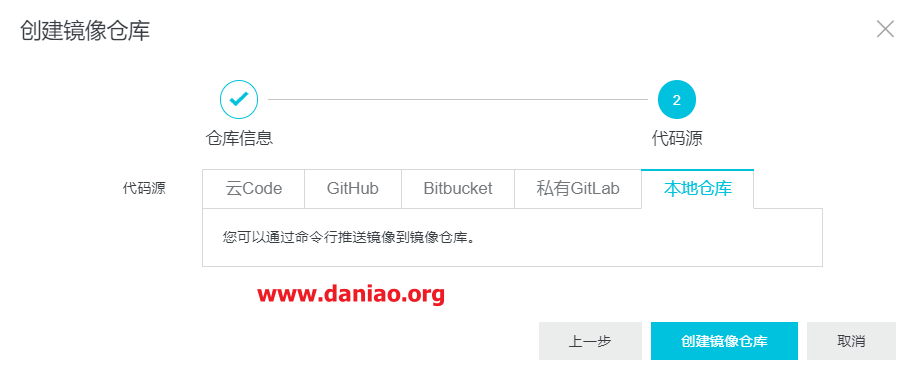 创建镜像仓库
2
仓库信息 代码源
代码源 云Code GitHub Bitbucket 私有GitLab 本地仓库
您可以通过命令行推送镜像到镜像仓库。
www.daniao.org
上一步 创建镜像仓库 取消